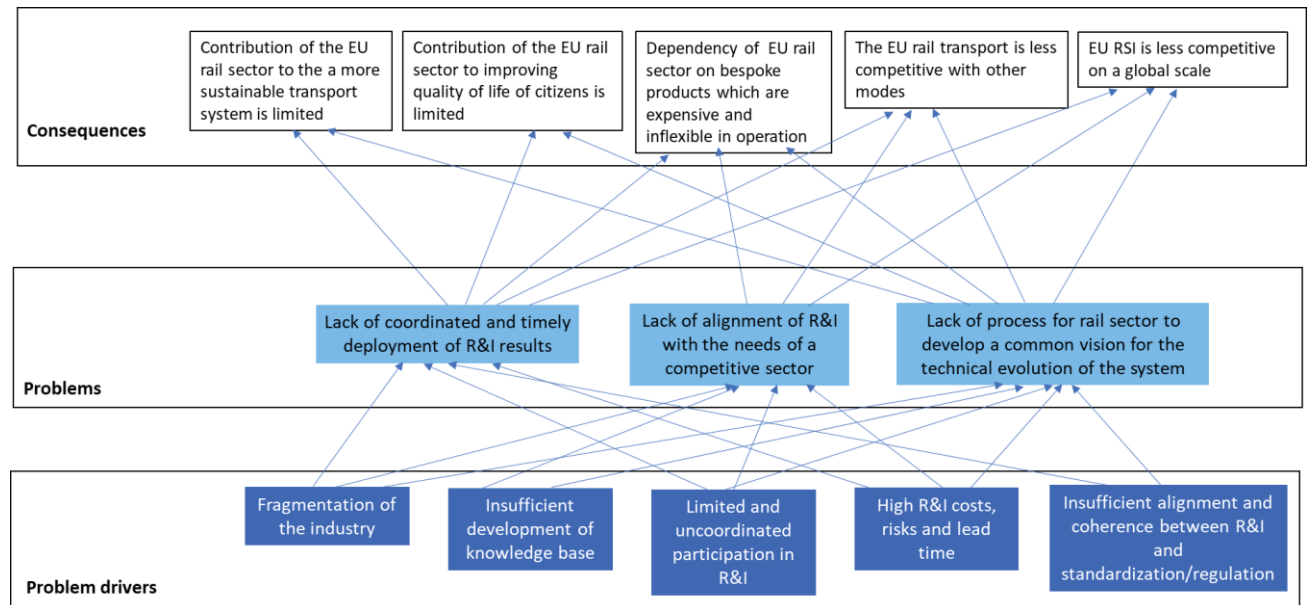 Contribution of the EU
rail sector to the a more
sustainable transport
system is limited
Contribution of the EU rail
sector to improving
quality of life of citizens is
limited
Dependency of EU rail
sector on bespoke
products which are
expensive and
inflexible in operation
The EU rail transport is less
competitive with other
modes
EU RSI is less competitive
on a global scale
Consequences
Lack of coordinated and timely
deployment of R&I results
Lack of alignment of R&I
with the needs of a
competitive sector
Lack of process for rail sector to
develop a common vision for the
technical evolution of the system
Problems
Fragmentation of
the industry
Insufficient
development of
knowledge base
Limited and
uncoordinated
participation in
R&I
High R&I costs,
risks and lead
time
Insufficient alignment and
coherence between R&I
and
standardization/regulation
Problem drivers